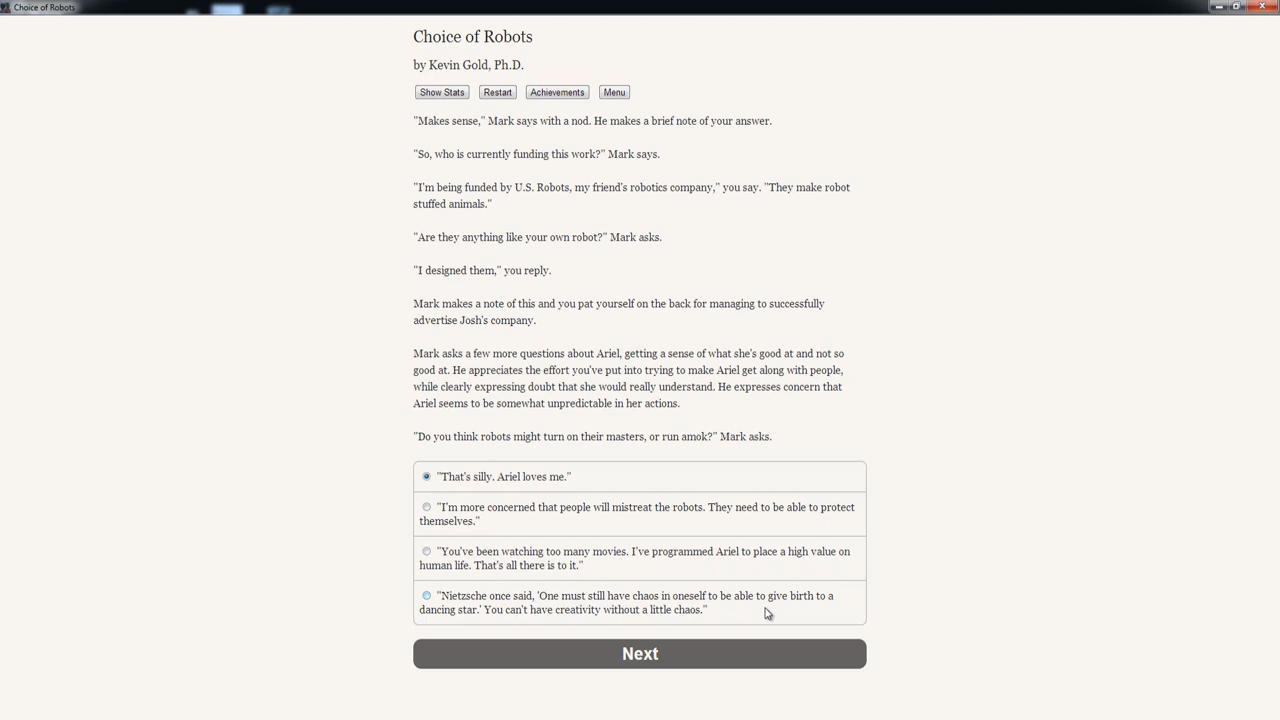 Choice of Robots
Choice of Robots
by Kevin Gold, Ph.D.
Show Stats Restart Achievements Menu
"Makes sense," Mark says with a nod. He makes a brief note of your answer.
"So, who is currently funding this work?" Mark says.
"I'm being funded by U.S. Robots, my friend's robotics company," you say. "They make robot
stuffed animals."
"Are they anything like your own robot?" Mark asks.
"I designed them," you reply.
Mark makes a note of this and you pat yourself on the back for managing to successfully
advertise Josh's company.
Mark asks a few more questions about Ariel, getting a sense of what she's good at and not so
good at. He appreciates the effort you've put into trying to make Ariel get along with people,
while clearly expressing doubt that she would really understand. He expresses concern that
Ariel seems to be somewhat unpredictable in her actions.
"Do you think robots might turn on their masters, or run amok?" Mark asks.
"That's silly. Ariel loves me."
"I'm more concerned that people will mistreat the robots. They need to be able to protect
themselves."
"You've been watching too many movies. I've programmed Ariel to place a high value on
human life. That's all there is to it."
"Nietzsche once said, 'One must still have chaos in oneself to be able to give birth to a
dancing star.' You can't have creativity without a little chaos."
Next